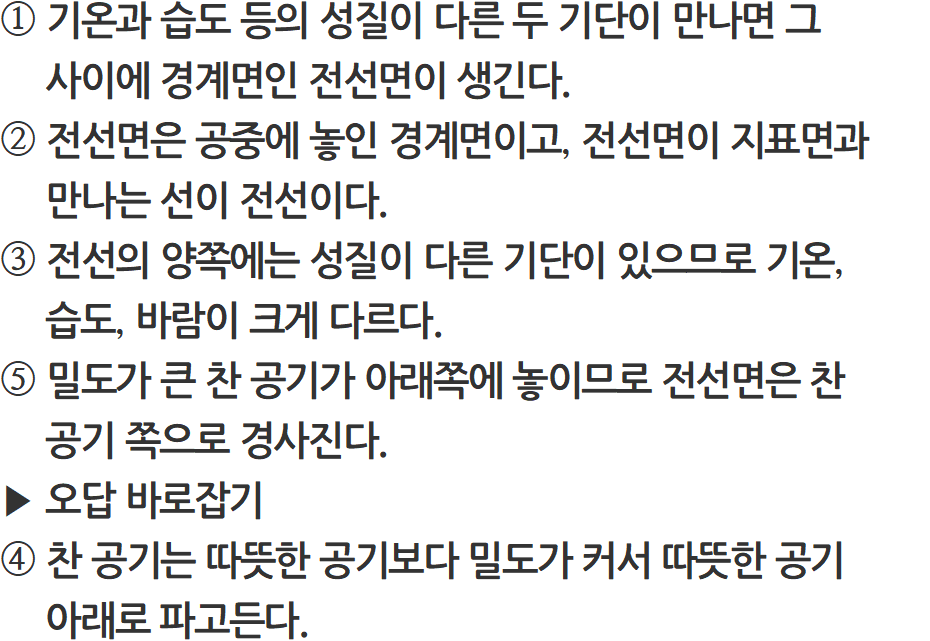 ① 기온과 습도 등의 성질이 다른 두 기단이 만나면 그
사이에 경계면인 전선면이 생긴다.
② 전선면은 공중에 놓인 경계면이고, 전선면이 지표면과
만나는 선이 전선이다.
③ 전선의 양쪽에는 성질이 다른 기단이 있으므로 기온,
습도, 바람이 크게 다르다.
⑤ 밀도가 큰 찬 공기가 아래쪽에 놓이므로 전선면은 찬
공기 쪽으로 경사진다.
▶ 오답 바로잡기
④ 찬 공기는 따뜻한 공기보다 밀도가 커서 따뜻한 공기
아래로 파고든다.